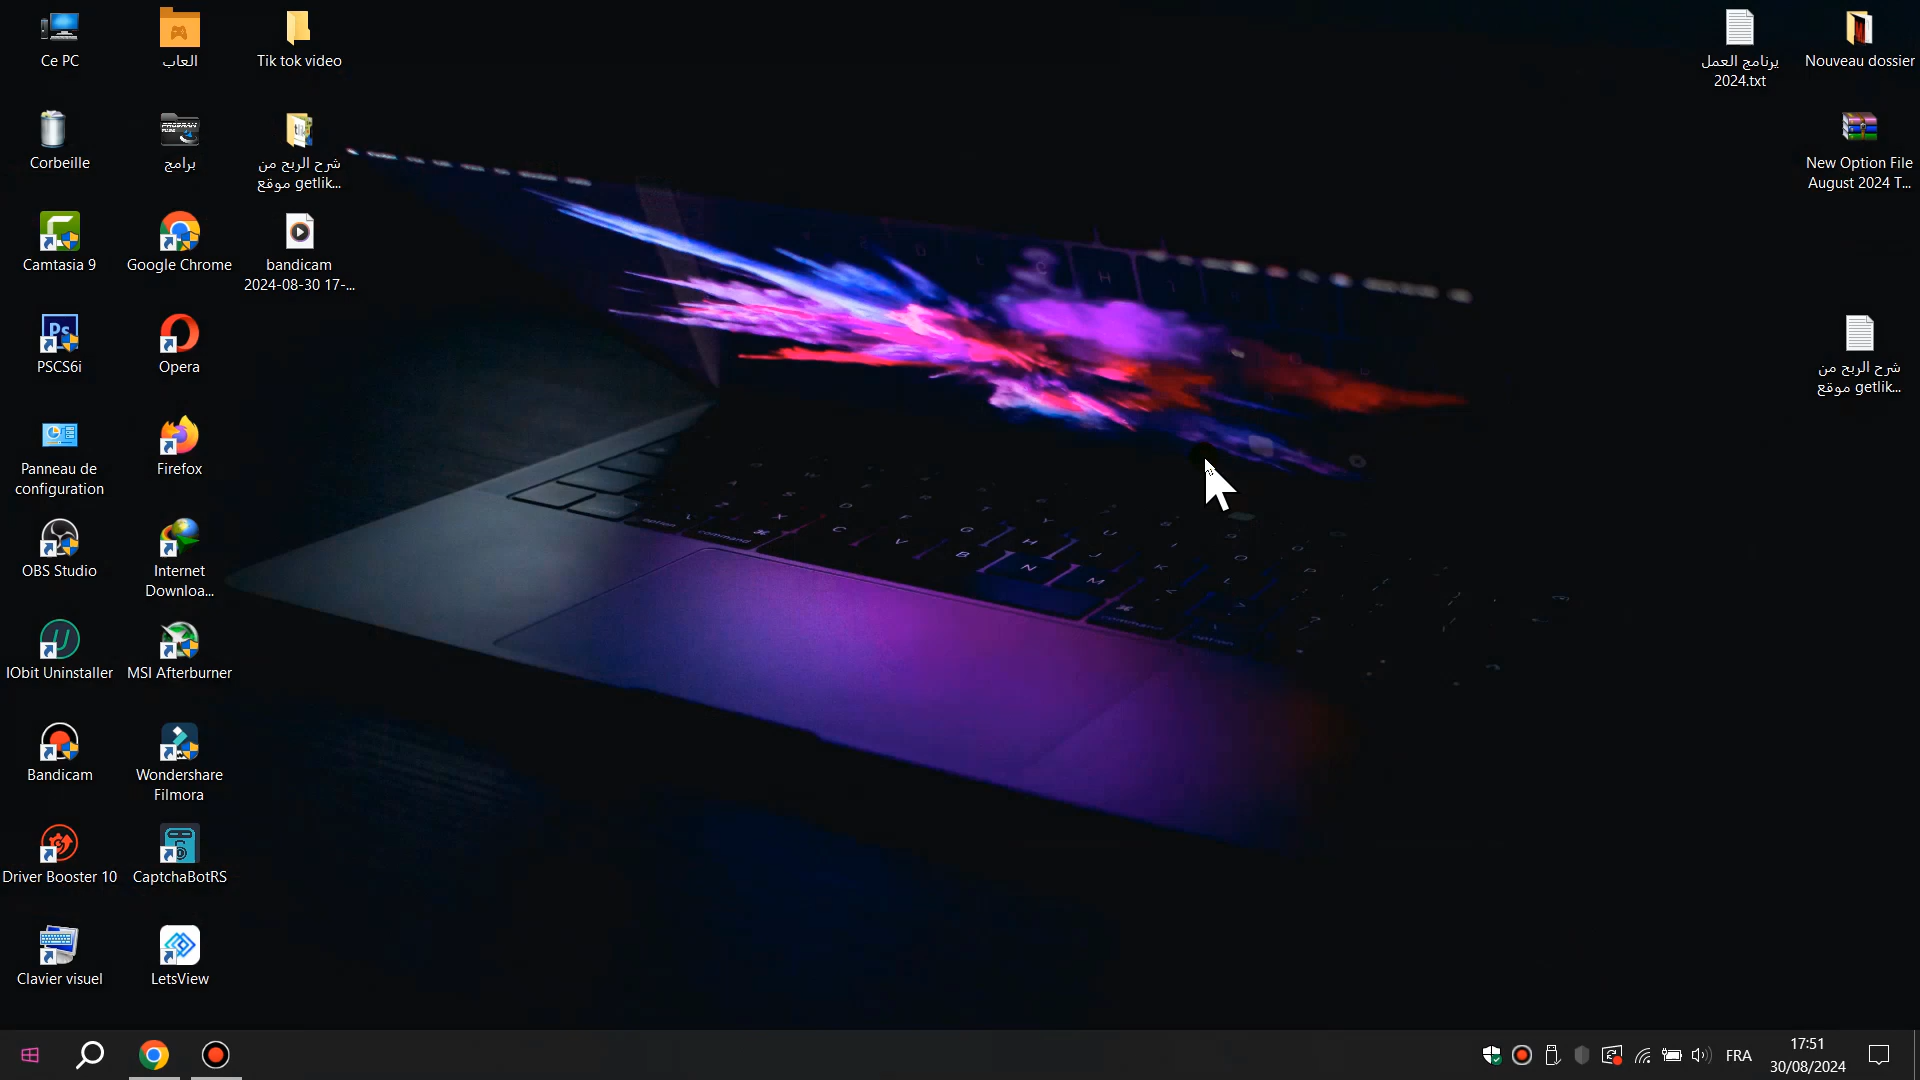 Ce PC
العاب
Tik tok video
برنامج العمل
2024.txt
Nouveau dossier
Corbeille
برامج
شرح الربح من
موقع getlik...
New Option File
August 2024 T...
Camtasia 9
Google Chrome
bandicam
2024-08-30 17-...
PSCS6i
Opera
شرح الربح من
موقع getlik...
Panneau de
configuration
Firefox
OBS Studio
Internet
Downloa...
IObit Uninstaller
MSI Afterburner
Bandicam
Wondershare
Filmora
Driver Booster 10
CaptchaBotRS
Clavier visuel
LetsView
FRA
17:51
30/08/2024